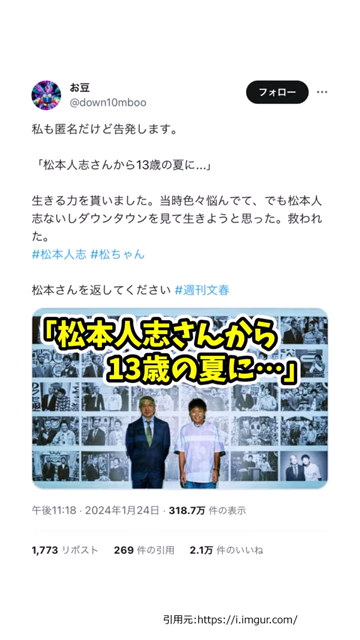 お豆
@down10mboo
フォロー
私も匿名だけど告発します。
「松本人志さんから13歳の夏に...」
生きる力を貰いました。当時色々悩んでて、でも松本人
志ないしダウンタウンを見て生きようと思った。救われ
た。
#松本人志 #松ちゃん
松本さんを返してください #週刊文春
「松本人志さんから
13歳の夏に…」
午後11:18 · 2024年1月24日 · 318.7万 件の表示
1,773 リポスト 269 件の引用 2.1万 件のいいね
引用元:https://i.imgur.com/